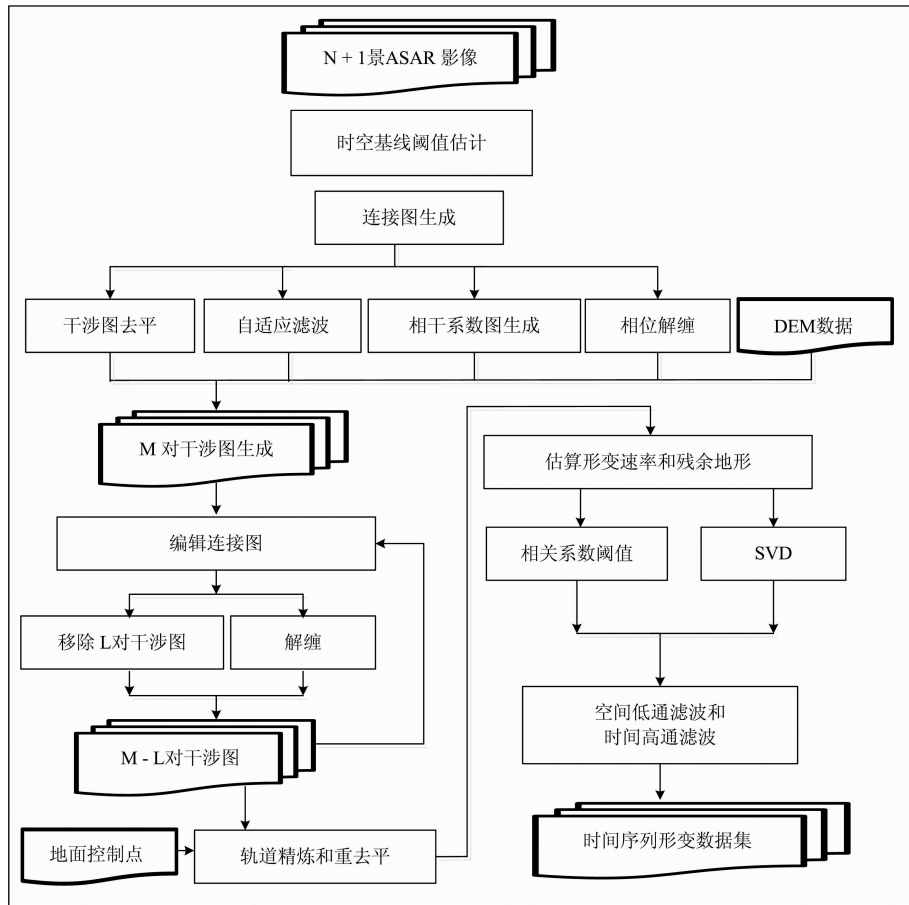 N + 1景ASAR 影像
时空基线阈值估计
连接图生成
干涉图去平
自适应滤波
相干系数图生成
相位解缠
DEM数据
M 对干涉图生成
编辑连接图
移除 L对干涉图
解缠
M - L对干涉图
地面控制点
轨道精炼和重去平
估算形变速率和残余地形
相关系数阈值
SVD
空间低通滤波和
时间高通滤波
时间序列形变数据集